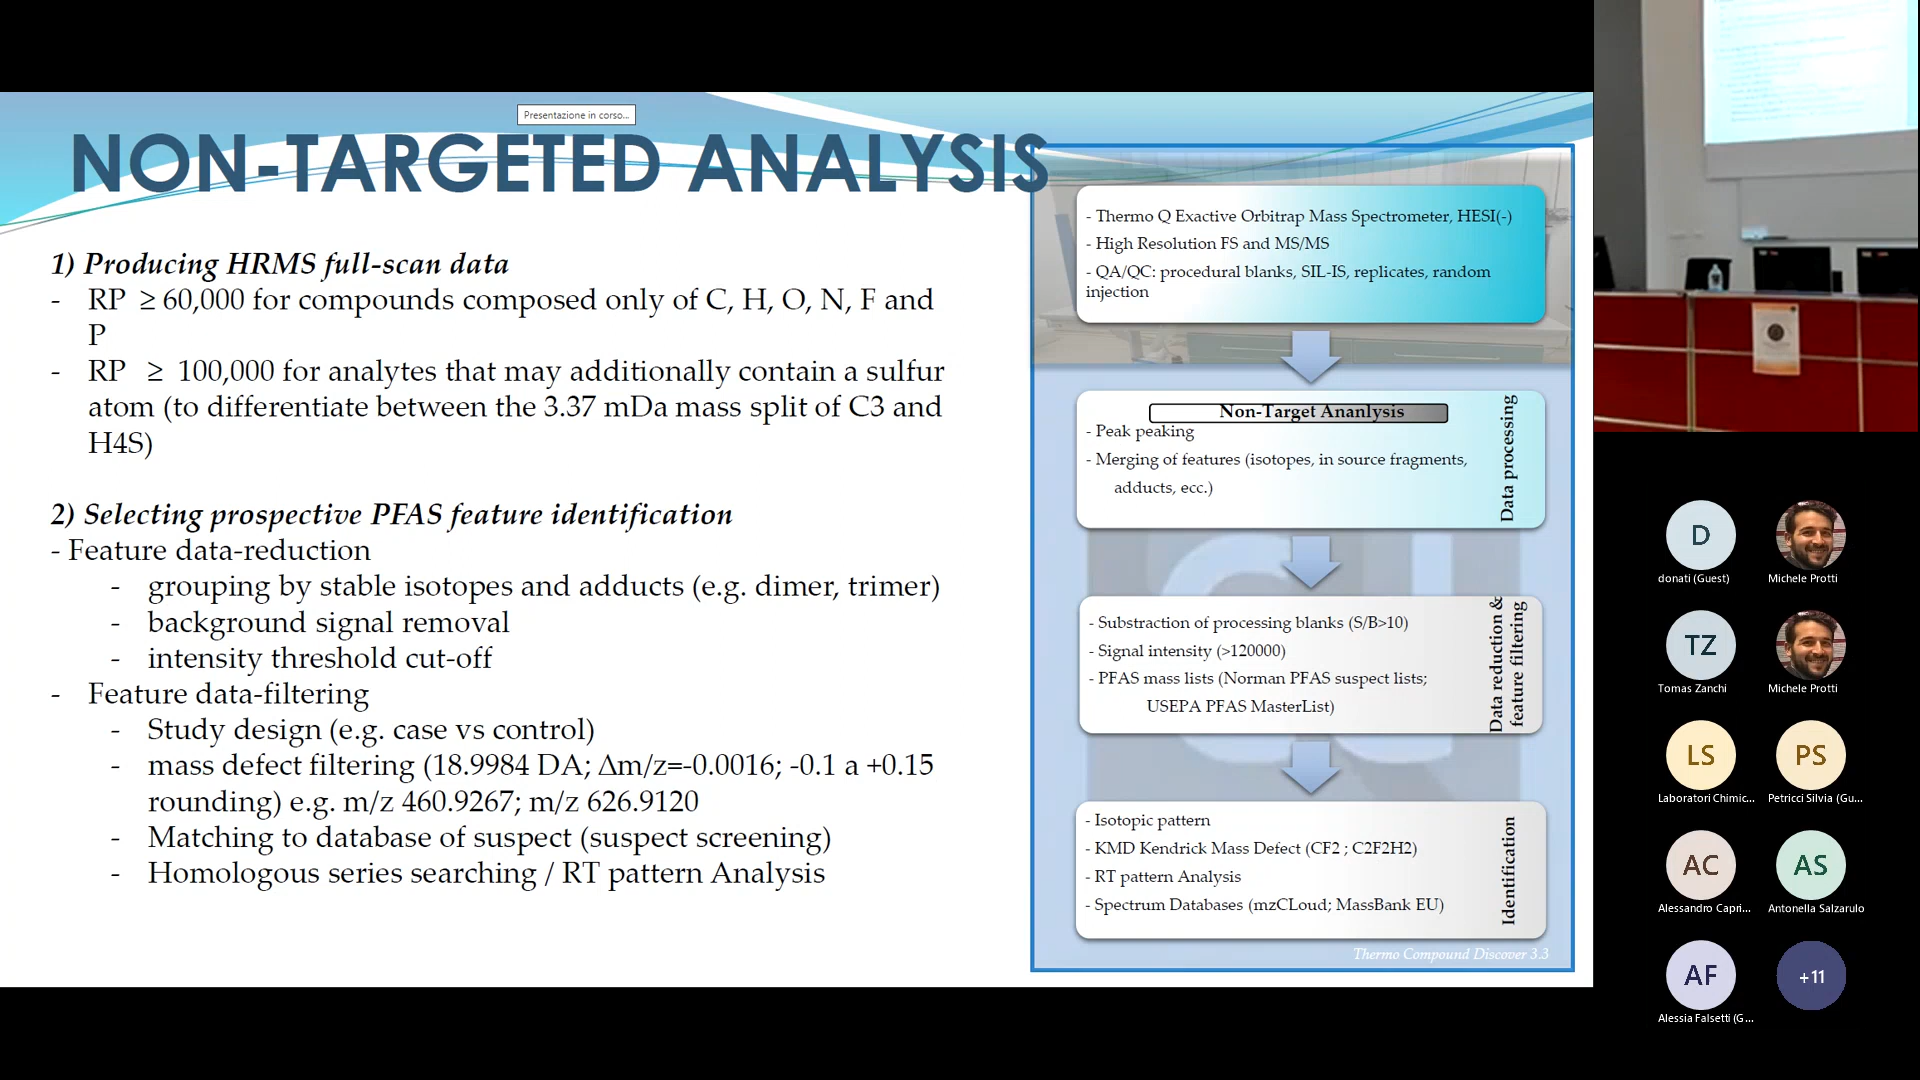 Presentazione in corso...
NON-TARGETED ANALYSIS
1) Producing HRMS full-scan data
- RP ≥ 60,000 for compounds composed only of C, H, O, N, F and
P
- RP ≥ 100,000 for analytes that may additionally contain a sulfur
atom (to differentiate between the 3.37 mDa mass split of C3 and
H4S)
2) Selecting prospective PFAS feature identification
- Feature data-reduction
- grouping by stable isotopes and adducts (e.g. dimer, trimer)
- background signal removal
- intensity threshold cut-off
- Feature data-filtering
- Study design (e.g. case vs control)
- mass defect filtering (18.9984 DA; Δm/z=-0.0016; -0.1 a +0.15
rounding) e.g. m/z 460.9267; m/z 626.9120
- Matching to database of suspect (suspect screening)
- Homologous series searching / RT pattern Analysis
- Thermo Q Exactive Orbitrap Mass Spectrometer, HESI(-)
- High Resolution FS and MS/MS
- QA/QC: procedural blanks, SIL-IS, replicates, random
injection
Non-Target Ananlysis
- Peak peaking
- Merging of features (isotopes, in source fragments,
adducts, ecc.)
Data processing
- Substraction of processing blanks (S/B>10)
- Signal intensity (>120000)
- PFAS mass lists (Norman PFAS suspect lists;
USEPA PFAS MasterList)
Data reduction &
feature filtering
- Isotopic pattern
- KMD Kendrick Mass Defect (CF2 ; C2F2H2)
- RT pattern Analysis
- Spectrum Databases (mzCLoud; MassBank EU)
Identification
Thermo Compound Discover 3.3
D
donati (Guest)
Michele Protti
TZ
Tomas Zanchi
Michele Protti
LS
Laboratori Chimic...
PS
Petricci Silvia (Gu...
AC
Alessandro Capri...
AS
Antonella Salzarulo
AF
Alessia Falsetti (G...
+11